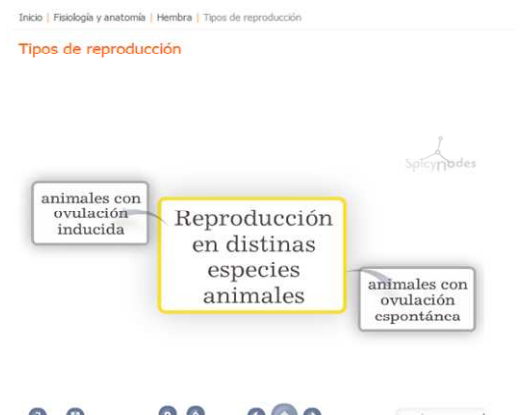 Inicio | Fisiología y anatomía | Hembra | Tipos de reproducción
Tipos de reproducción
Spicynodes
animales con
ovulación
inducida
Reproducción
en distinas
especies
animales
animales con
ovulación
espontánea